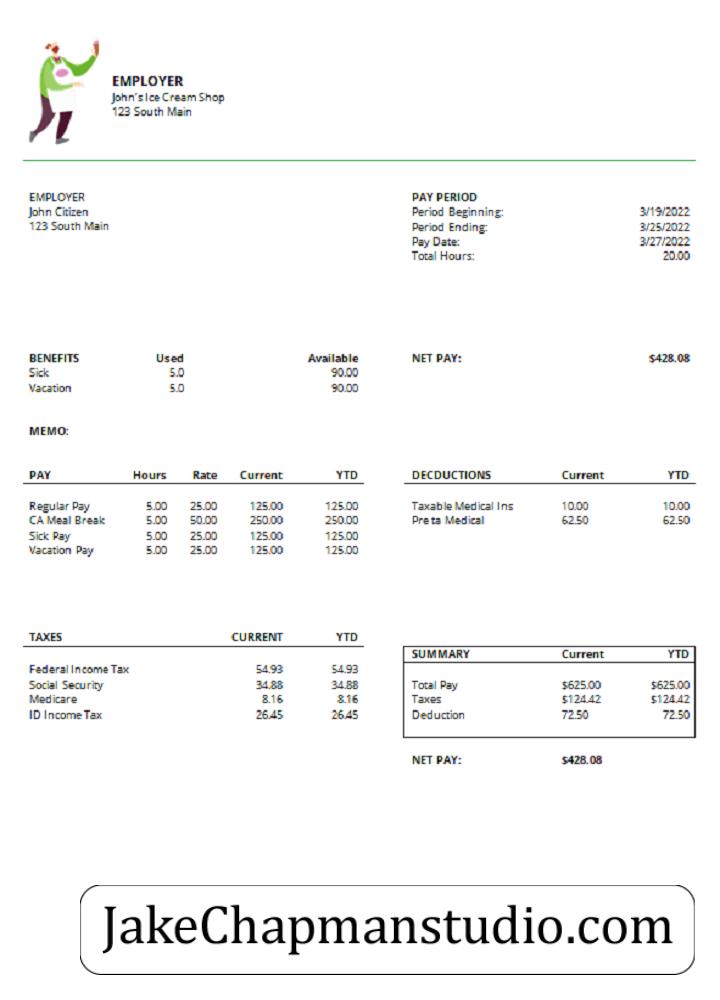 EMPLOYER
John's Ice Cream Shop
123 South Main
EMPLOYER
John Citizen
123 South Main
PAY PERIOD
Period Beginning: 3/19/2022
Period Ending: 3/25/2022
Pay Date: 3/27/2022
Total Hours: 20.00
BENEFITS Used Available
Sick 5.0 90.00
Vacation 5.0 90.00
NET PAY: $428.08
MEMO:
PAY Hours Rate Current YTD
Regular Pay 5.00 25.00 125.00 125.00
CA Meal Break 5.00 50.00 250.00 250.00
Sick Pay 5.00 25.00 125.00 125.00
Vacation Pay 5.00 25.00 125.00 125.00
DECDUCTIONS Current YTD
Taxable Medical Ins 10.00 10.00
Preta Medical 62.50 62.50
TAXES CURRENT YTD
Federal Income Tax 54.93 54.93
Social Security 34.88 34.88
Medicare 8.16 8.16
ID Income Tax 26.45 26.45
SUMMARY Current YTD
Total Pay $625.00 $625.00
Taxes $124.42 $124.42
Deduction 72.50 72.50
NET PAY: $428.08
JakeChapmanstudio.com